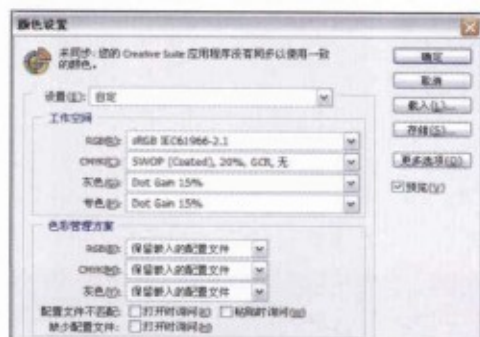 颜色设置
未同步: 您的 Creative Suite 应用程序没有同步以使用一致
的颜色。
设置(E): 自定
工作空间
RGB(R): sRGB IEC61966-2.1
CMYK(C): SWOP (Coated), 20%, GCR, 无
灰色(G): Dot Gain 15%
专色(P): Dot Gain 15%
色彩管理方案
RGB(B): 保留嵌入的配置文件
CMYK(K): 保留嵌入的配置文件
灰色(Y): 保留嵌入的配置文件
配置文件不匹配: 打开时询问(K) 粘贴时询问(W)
缺少配置文件: 打开时询问(H)
确定
取消
载入(L)...
存储(S)...
更多选项(O)
预览(V)